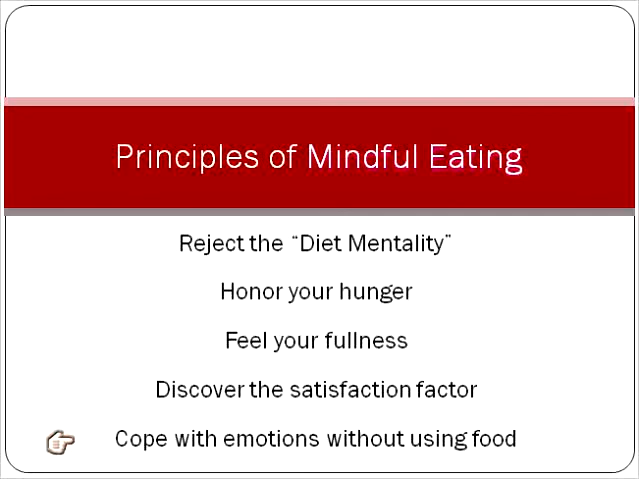 Principles of Mindful Eating
Reject the "Diet Mentality"
Honor your hunger
Feel your fullness
Discover the satisfaction factor
Cope with emotions without using food